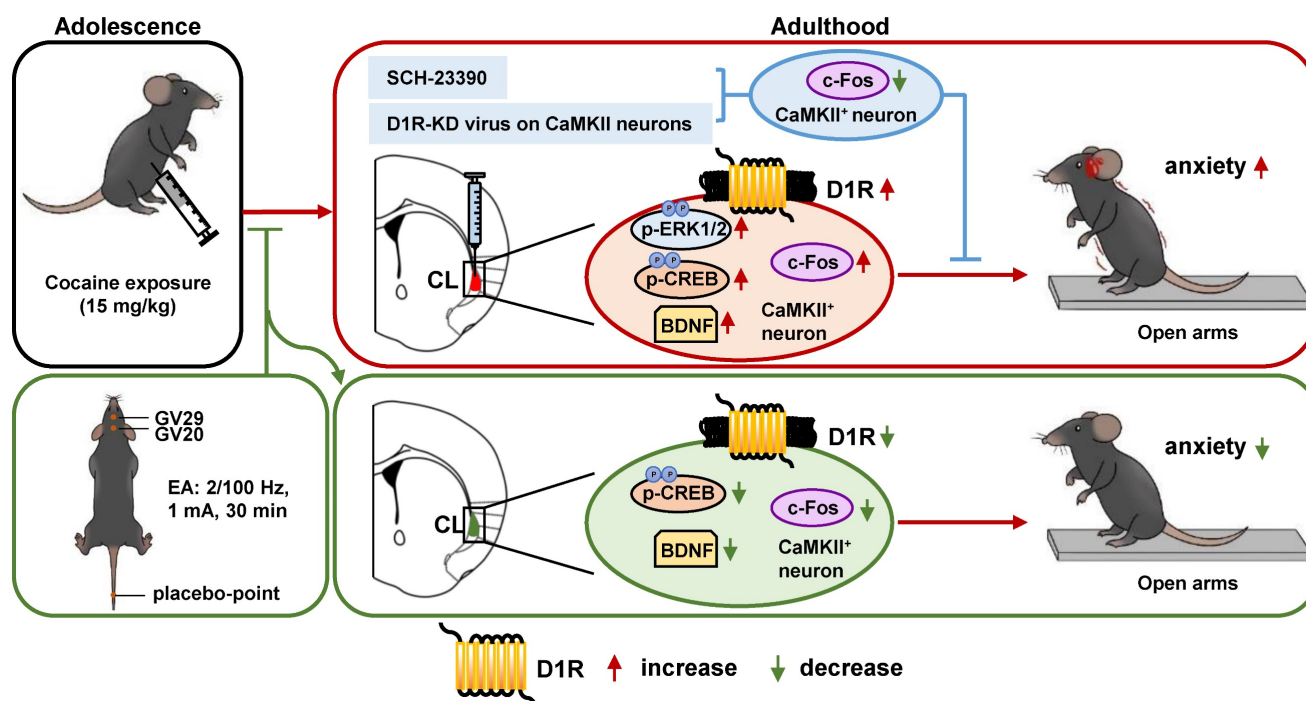 Adolescence
Adulthood
Cocaine exposure
(15 mg/kg)
SCH-23390
D1R-KD virus on CaMKII neurons
c-Fos
CaMKII⁺ neuron
CL
D1R
P P
p-ERK1/2
P P
p-CREB
BDNF
c-Fos
CaMKII⁺
neuron
anxiety
Open arms
GV29
GV20
EA: 2/100 Hz,
1 mA, 30 min
placebo-point
CL
D1R
P P
p-CREB
BDNF
c-Fos
CaMKII⁺
neuron
anxiety
Open arms
D1R
increase
decrease